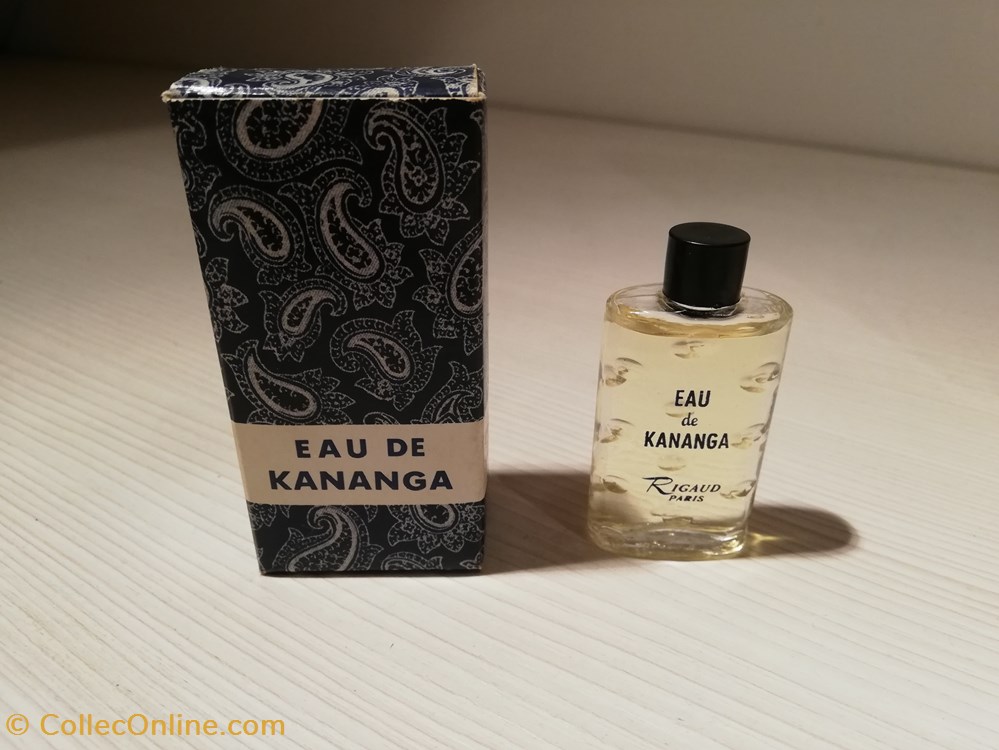 EAU DE
KANANGA
EAU
de
KANANGA
RIGAUD
PARIS
© CollecOnline.com